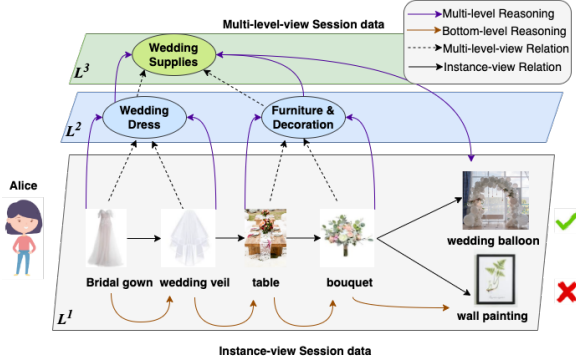 Multi-level-view Session data
Multi-level Reasoning
Bottom-level Reasoning
Multi-level-view Relation
Instance-view Relation
Wedding
Supplies
L³
Wedding
Dress
Furniture &
Decoration
L²
Alice
wedding balloon
Bridal gown
wedding veil
table
bouquet
wall painting
L¹
Instance-view Session data